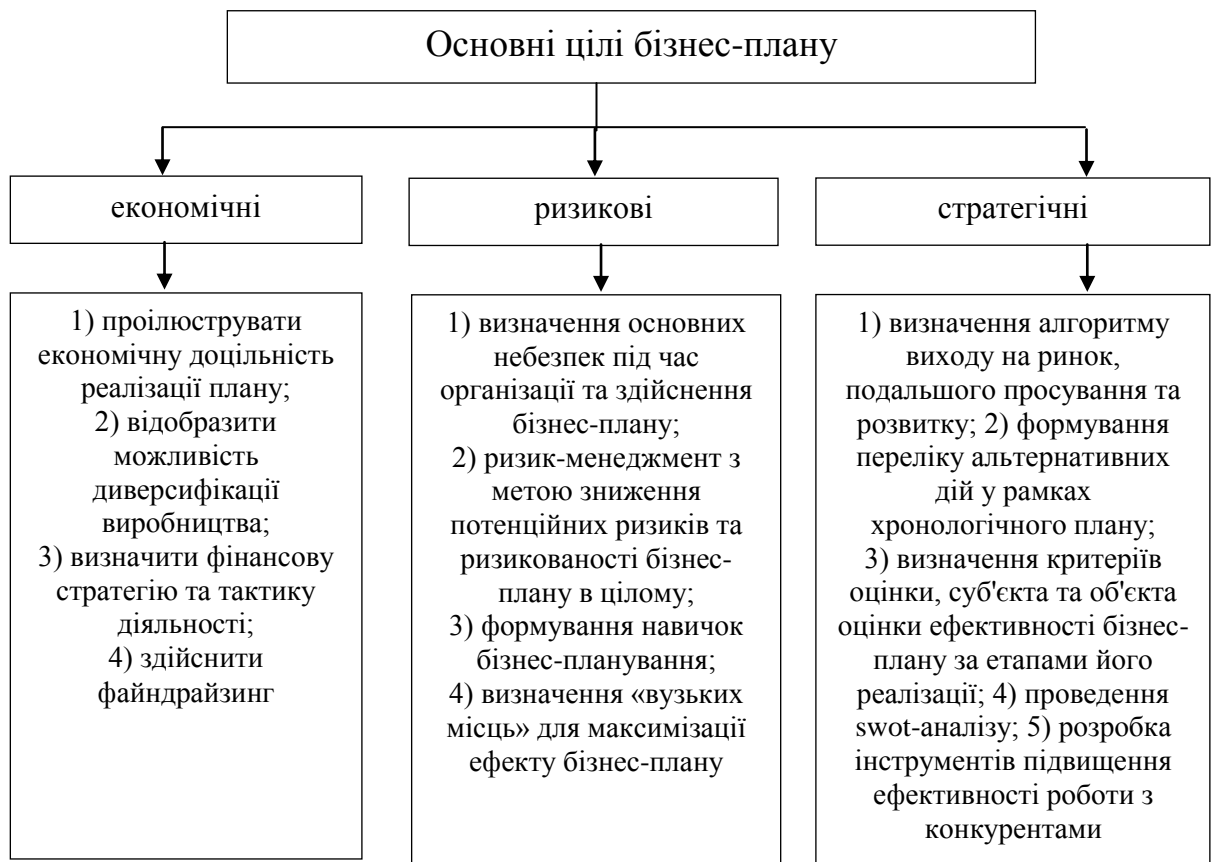 Основні цілі бізнес-плану
економічні
ризикові
стратегічні
1) проілюструвати
економічну доцільність
реалізації плану;
2) відобразити
можливість
диверсифікації
виробництва;
3) визначити фінансову
стратегію та тактику
діяльності;
4) здійснити
файндрайзинг
1) визначення основних
небезпек під час
організації та здійснення
бізнес-плану;
2) ризик-менеджмент з
метою зниження
потенційних ризиків та
ризикованості бізнес-
плану в цілому;
3) формування навичок
бізнес-планування;
4) визначення «вузьких
місць» для максимізації
ефекту бізнес-плану
1) визначення алгоритму
виходу на ринок,
подальшого просування та
розвитку; 2) формування
переліку альтернативних
дій у рамках
хронологічного плану;
3) визначення критеріїв
оцінки, суб'єкта та об'єкта
оцінки ефективності бізнес-
плану за етапами його
реалізації; 4) проведення
swot-аналізу; 5) розробка
інструментів підвищення
ефективності роботи з
конкурентами